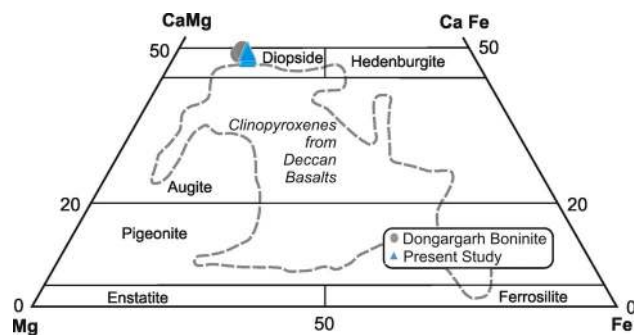 CaMg
Ca Fe
50
50
Diopside
Hedenburgite
Clinopyroxenes
from
Deccan
Basalts
Augite
20
20
Pigeonite
Dongargarh Boninite
Present Study
Enstatite
Ferrosilite
0
0
Mg
50
Fe